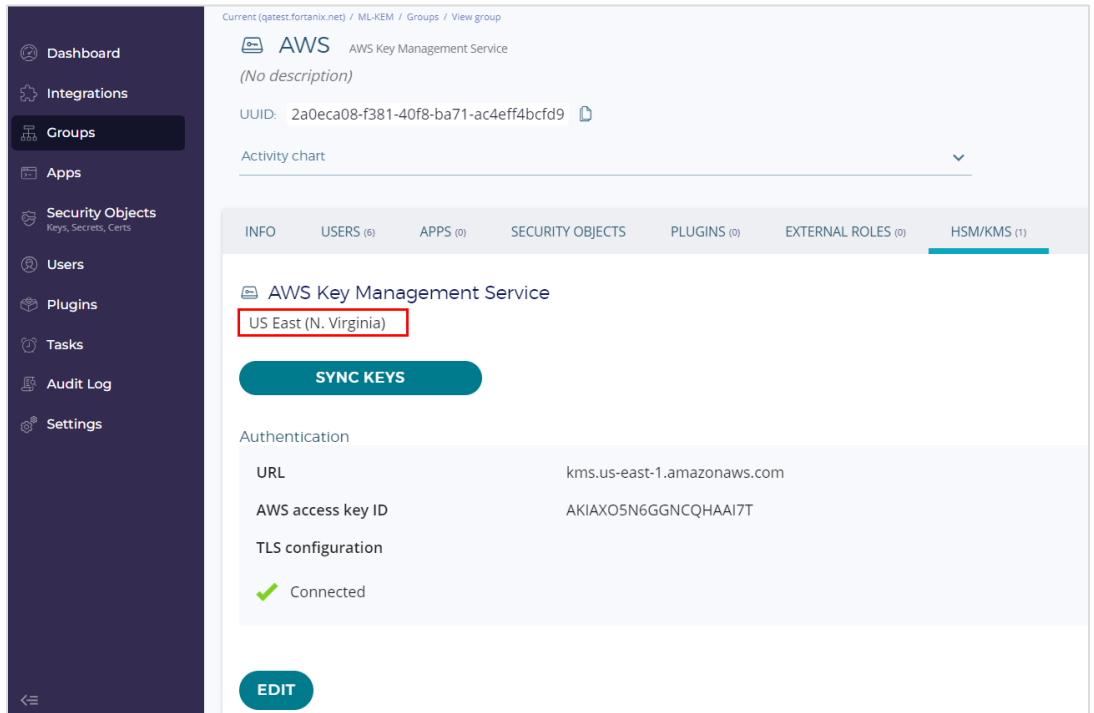 Current (qatest.fortanix.net) / ML-KEM / Groups / View group
AWS AWS Key Management Service
(No description)
UUID: 2a0eca08-f381-40f8-ba71-ac4eff4bcfd9
Activity chart
Dashboard
Integrations
Groups
Apps
Security Objects
Keys, Secrets, Certs
Users
Plugins
Tasks
Audit Log
Settings
INFO USERS (6) APPS (0) SECURITY OBJECTS PLUGINS (0) EXTERNAL ROLES (0) HSM/KMS (1)
AWS Key Management Service
US East (N. Virginia)
SYNC KEYS
Authentication
URL kms.us-east-1.amazonaws.com
AWS access key ID AKIAXO5N6GGNCQHAAI7T
TLS configuration
Connected
EDIT